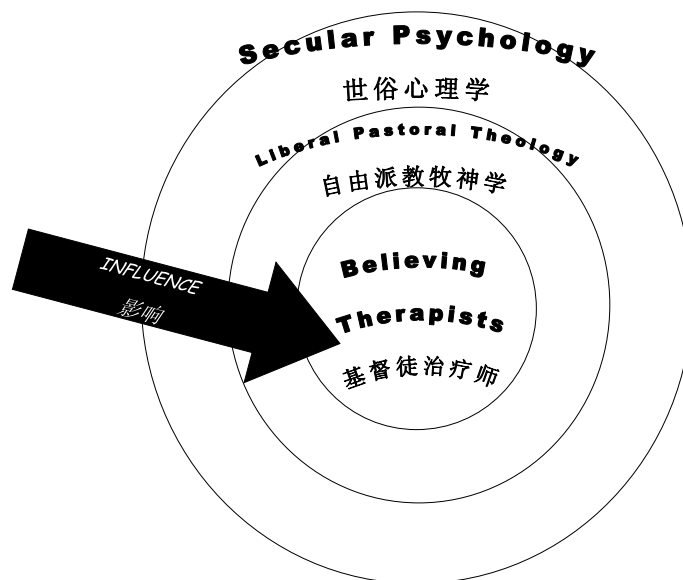 Secular Psychology
世俗心理学
Liberal Pastoral Theology
自由派教牧神学
INFLUENCE
影响
Believing
Therapists
基督徒治疗师